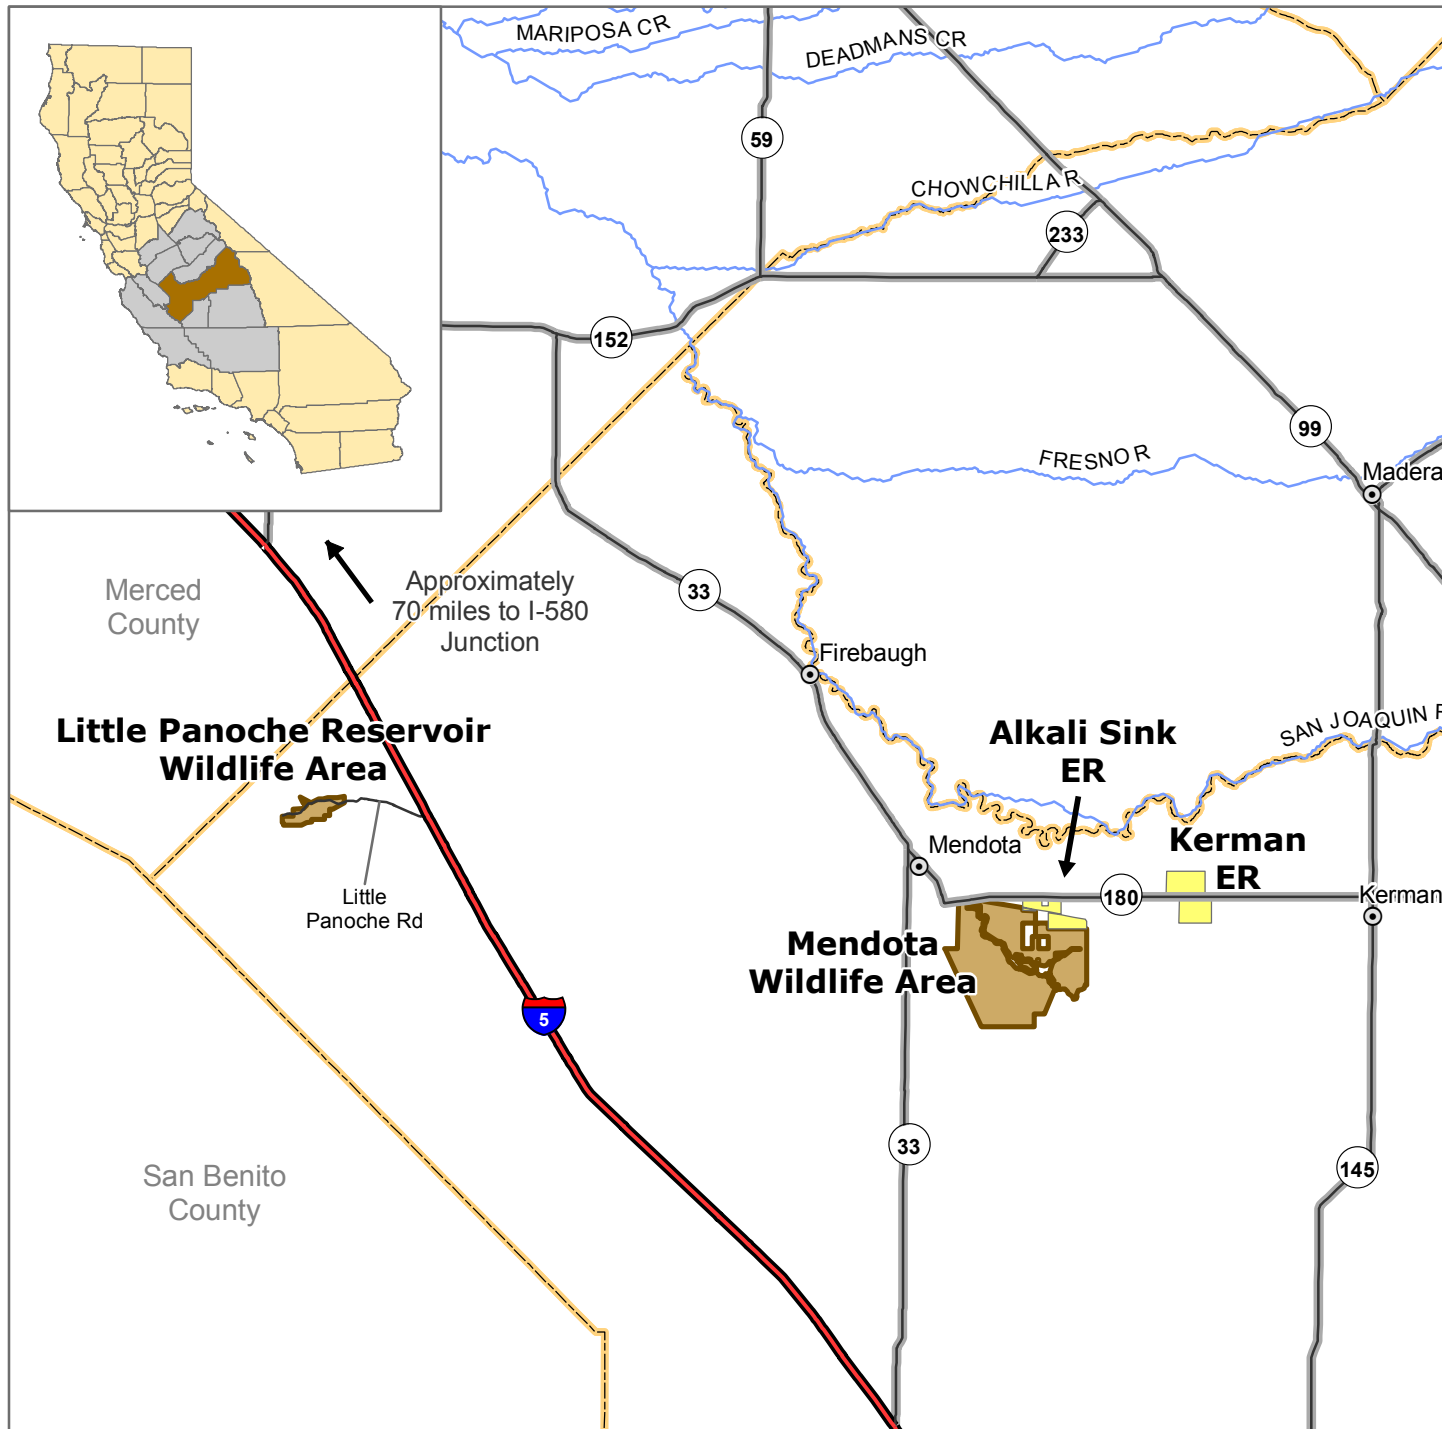 MARIPOSA CR
DEADMANS CR
59
CHOWCHILLA R
233
152
99
FRESNO R
Madera
Merced
County
Approximately
70 miles to I-580
Junction
33
Firebaugh
Little Panoche Reservoir
Wildlife Area
SAN JOAQUIN R
Alkali Sink
ER
Mendota
Kerman
ER
Little
Panoche Rd
180
Kerman
Mendota
Wildlife Area
5
33
145
San Benito
County